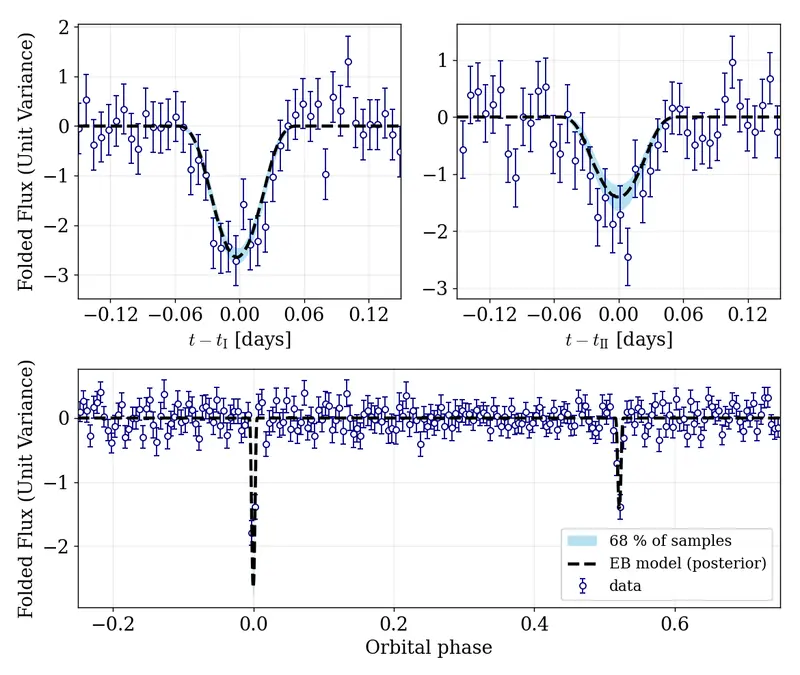 2
1
0
−1
−2
−3
Folded Flux (Unit Variance)
−0.12 −0.06 0.00 0.06 0.12
t − tI [days]
1
0
−1
−2
−3
−0.12 −0.06 0.00 0.06 0.12
t − tII [days]
0
−1
−2
Folded Flux (Unit Variance)
68 % of samples
EB model (posterior)
data
−0.2 0.0 0.2 0.4 0.6
Orbital phase